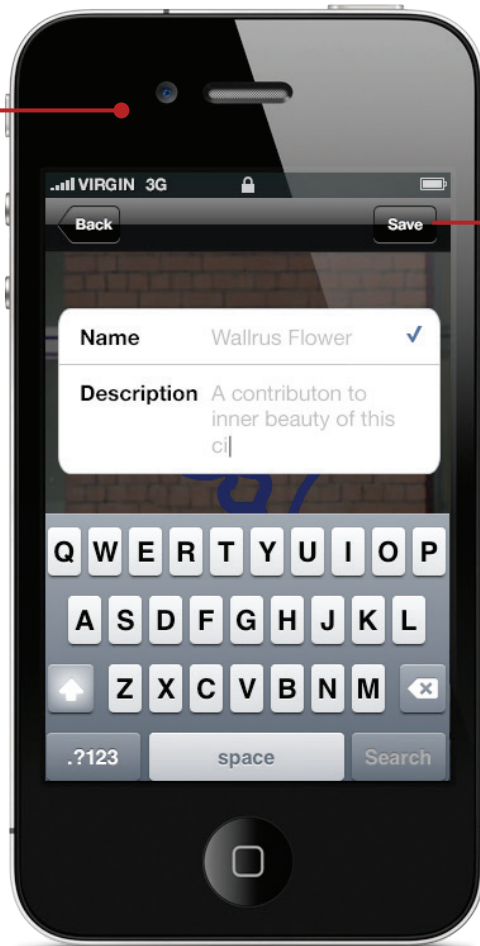 VIRGIN 3G
Back Save
Name Wallrus Flower
Description A contributon to
inner beauty of this
ci
Q W E R T Y U I O P
A S D F G H J K L
Z X C V B N M
.?123 space Search